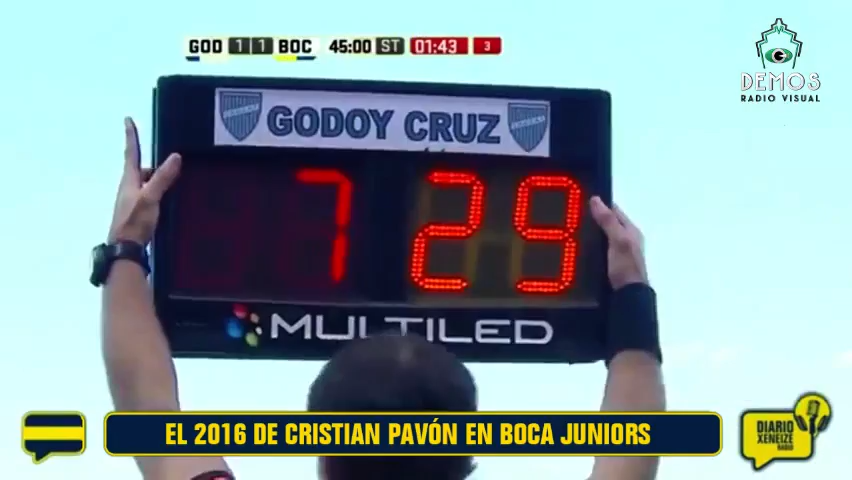 GOD 1 1 BOC 45:00 ST 01:43 3
DEMOS
RADIO VISUAL
GODOY CRUZ
7 29
MULTILED
EL 2016 DE CRISTIAN PAVÓN EN BOCA JUNIORS
DIARIO
XENEIZE
RADIO